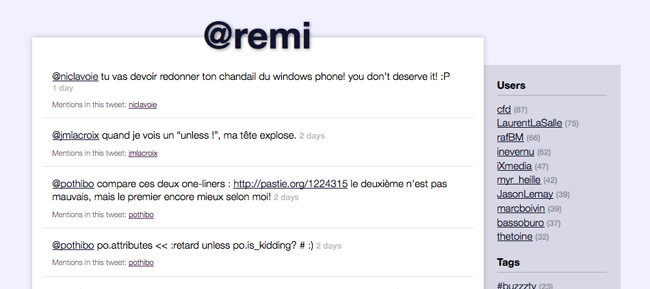 @remi
@niclavoie tu vas devoir redonner ton chandail du windows phone! you don't deserve it! :P
1 day
Mentions in this tweet: niclavoie
@jmlacroix quand je vois un “unless !”, ma tête explose. 2 days
Mentions in this tweet: jmlacroix
@pothibo compare ces deux one-liners : http://pastie.org/1224315 le deuxième n'est pas
mauvais, mais le premier encore mieux selon moi! 2 days
Mentions in this tweet: pothibo
@pothibo po.attributes << :retard unless po.is_kidding? # :) 2 days
Mentions in this tweet: pothibo
Users
cfd (87)
LaurentLaSalle (75)
rafBM (66)
inevernu (62)
iXmedia (47)
myr_heille (42)
JasonLemay (39)
marcboivin (39)
bassoburo (37)
thetoine (32)
Tags
#buzzztv (23)